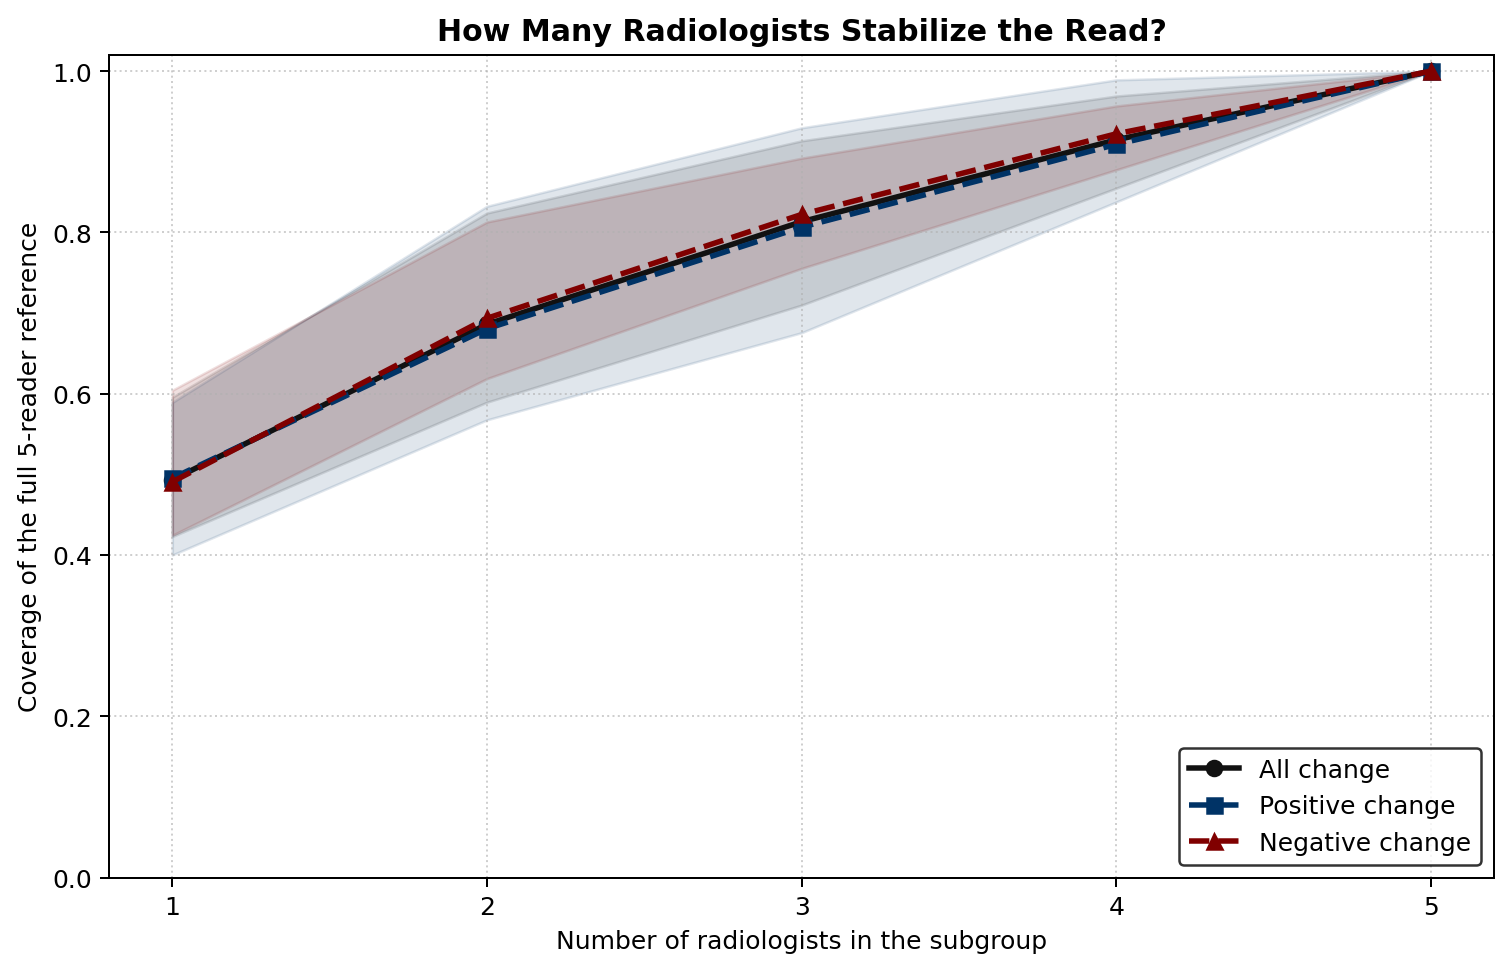 How Many Radiologists Stabilize the Read?
Coverage of the full 5-reader reference
1.0
0.8
0.6
0.4
0.2
0.0
All change
Positive change
Negative change
1 2 3 4 5
Number of radiologists in the subgroup